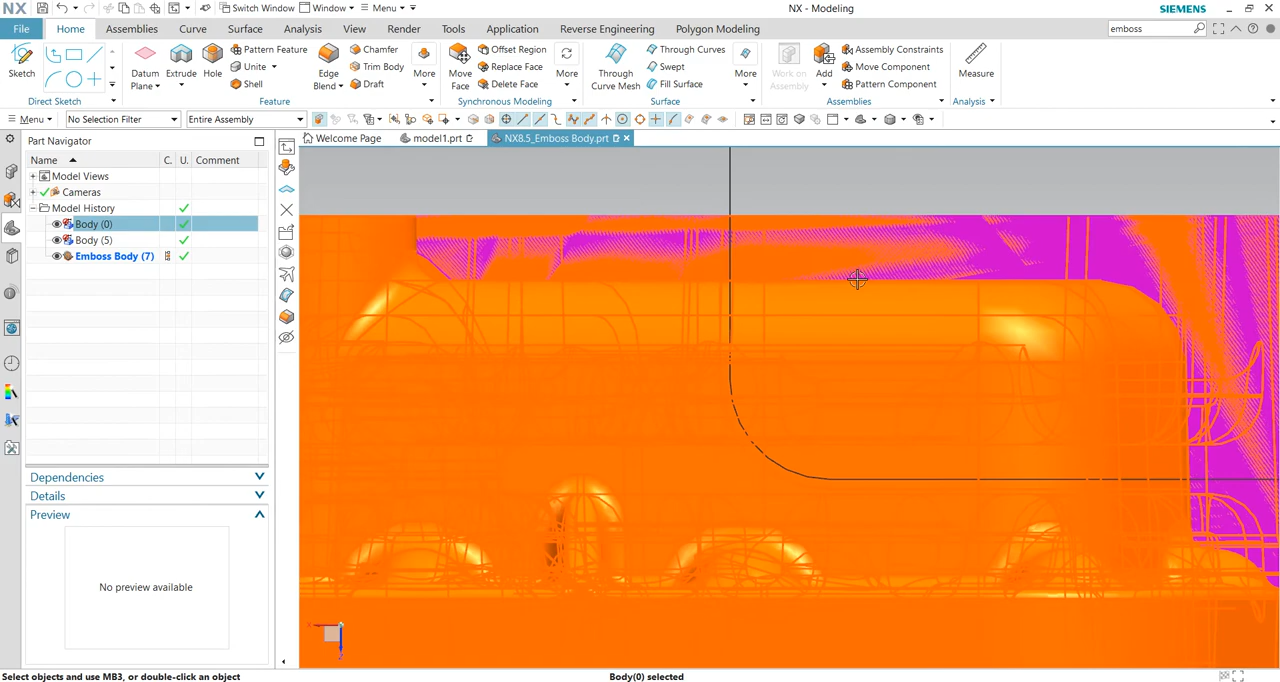 NX Switch Window Window Menu NX - Modeling SIEMENS
File Home Assemblies Curve Surface Analysis View Render Tools Application Reverse Engineering Polygon Modeling emboss
Sketch Datum Plane Extrude Hole Pattern Feature Unite Shell Edge Blend Chamfer Trim Body Draft More Move Face Offset Region Replace Face Delete Face More Through Curve Mesh Through Curves Swept Fill Surface More Work on Assembly Add Assembly Constraints Move Component Pattern Component Measure
Direct Sketch Feature Synchronous Modeling Surface Assemblies Analysis
Menu No Selection Filter Entire Assembly
Part Navigator Welcome Page model1.prt NX8.5_Emboss Body.prt
Name C. U. Comment
Model Views
Cameras
Model History
Body (0)
Body (5)
Emboss Body (7)
Dependencies
Details
Preview
No preview available
Select objects and use MB3, or double-click an object Body(0) selected